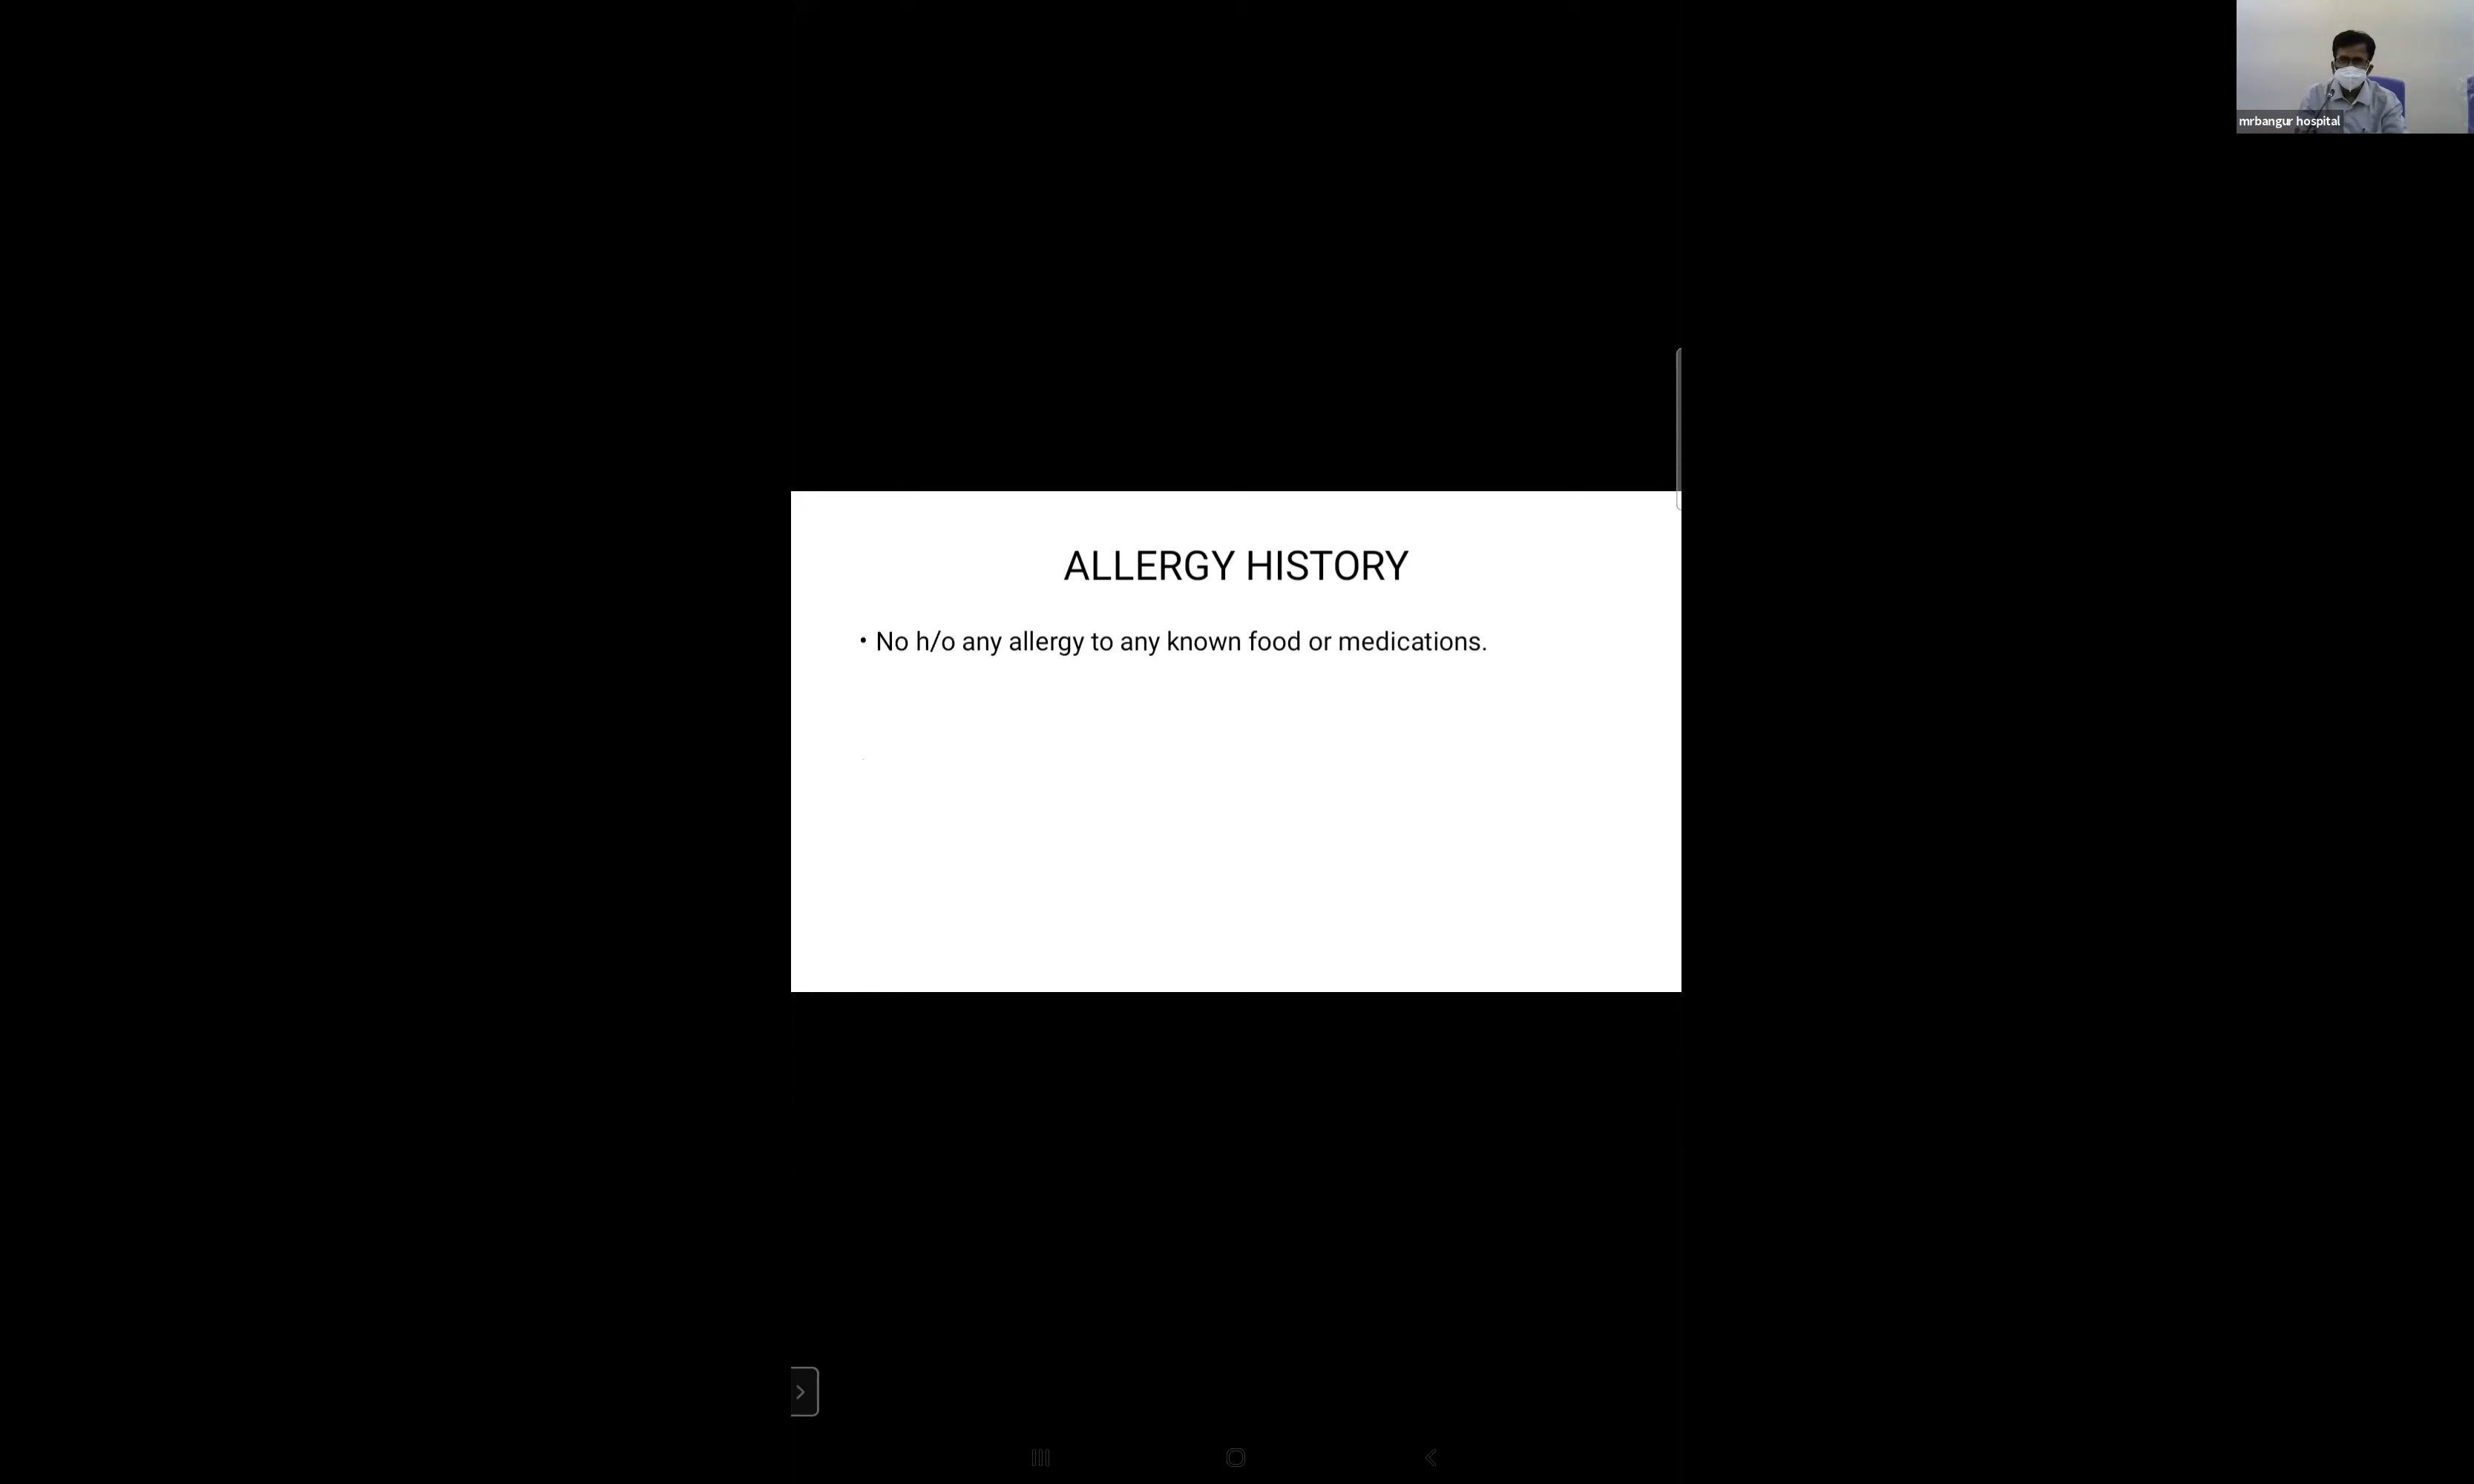 mrbangur hospital
ALLERGY HISTORY
• No h/o any allergy to any known food or medications.